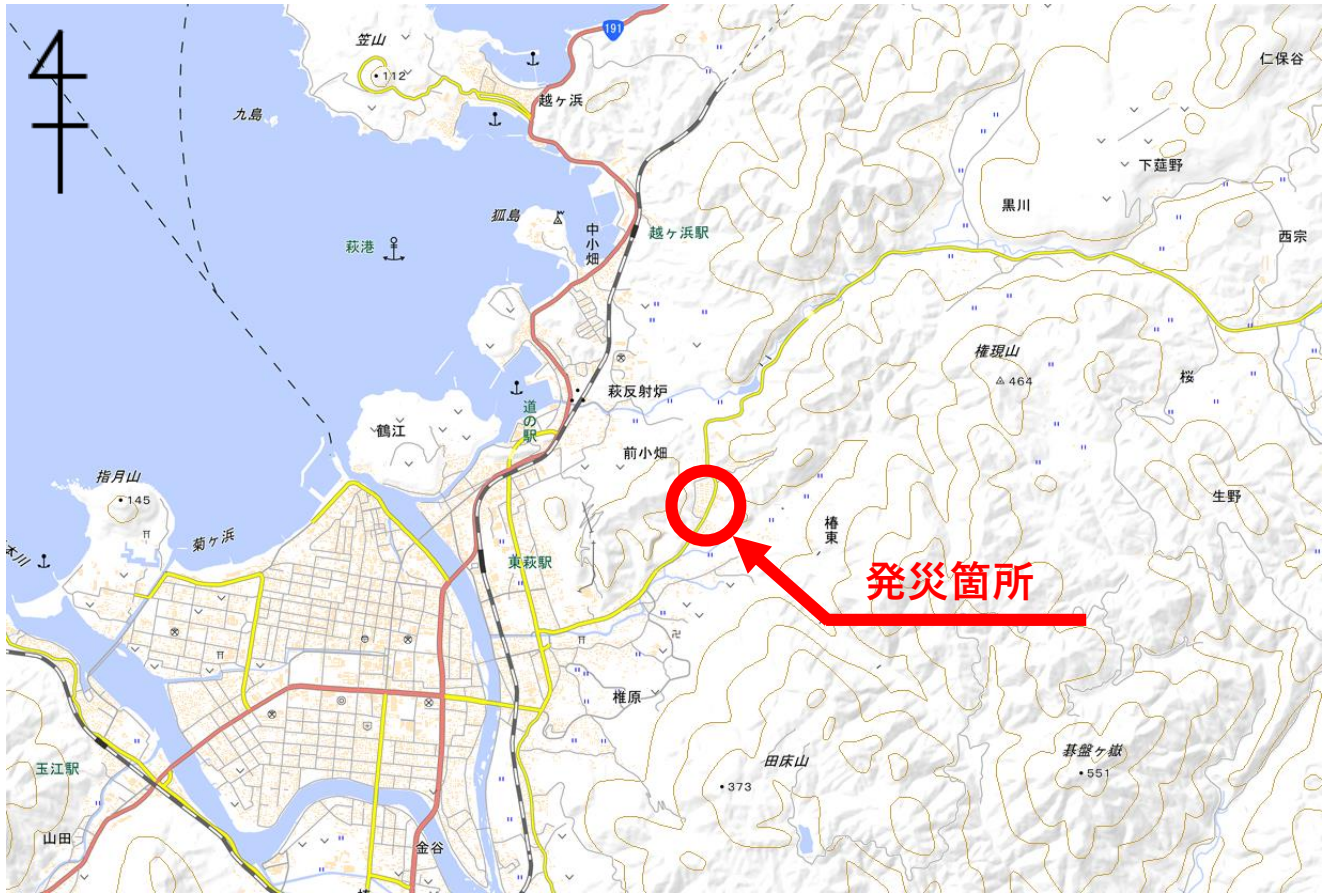 191
笠山
112
仁保谷
越ヶ浜
九島
下莚野
黒川
狐島
中小畑
越ヶ浜駅
萩港
西宗
権現山
464
桜
萩反射炉
道の駅
鶴江
前小畑
指月山
145
生野
菊ヶ浜
椿東
東萩駅
発災箇所
椎原
田床山
373
碁盤ヶ嶽
551
玉江駅
山田
金谷